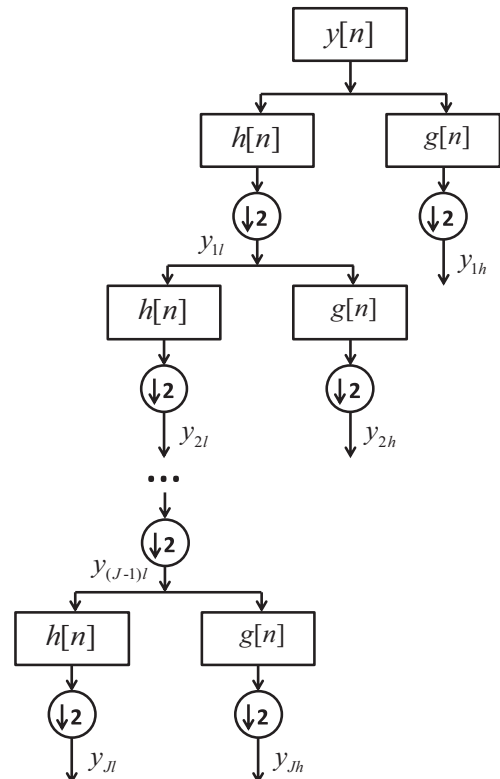 y[n]
h[n] g[n]
↓2 ↓2
y1l y1h
h[n] g[n]
↓2 ↓2
y2l y2h
...
↓2
y(J-1)l
h[n] g[n]
↓2 ↓2
yJl yJh